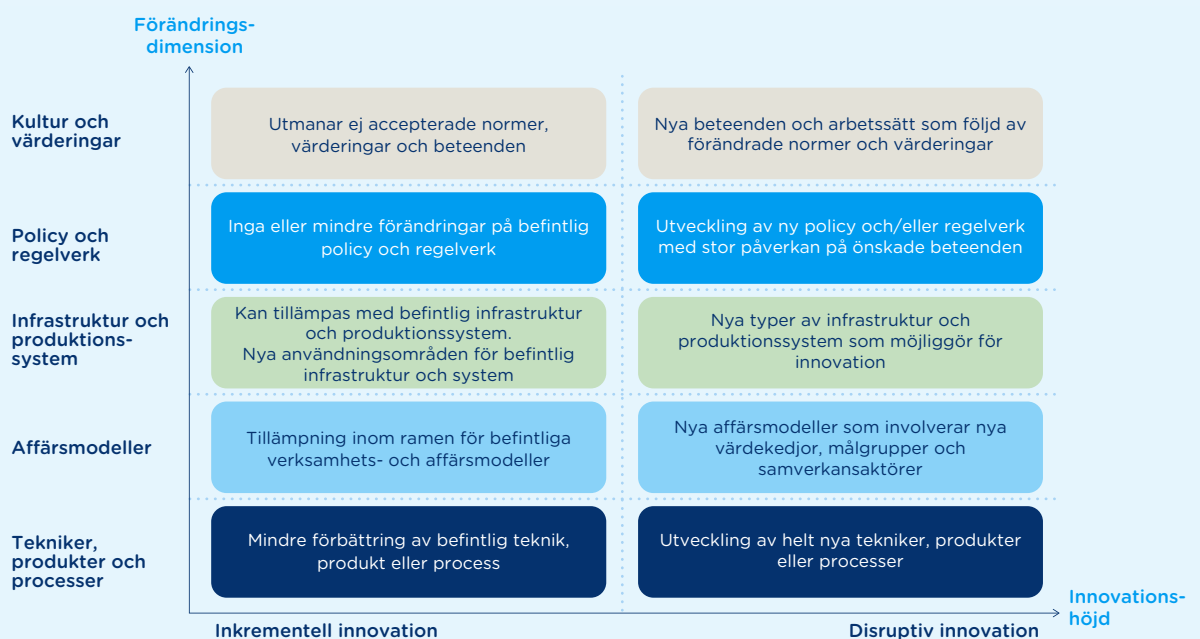 Förändrings-
dimension
Kultur och
värderingar
Utmanar ej accepterade normer,
värderingar och beteenden
Nya beteenden och arbetssätt som följd av
förändrade normer och värderingar
Policy och
regelverk
Inga eller mindre förändringar på befintlig
policy och regelverk
Utveckling av ny policy och/eller regelverk
med stor påverkan på önskade beteenden
Infrastruktur och
produktions-
system
Kan tillämpas med befintlig infrastruktur
och produktionssystem.
Nya användningsområden för befintlig
infrastruktur och system
Nya typer av infrastruktur och
produktionssystem som möjliggör för
innovation
Affärsmodeller
Tillämpning inom ramen för befintliga
verksamhets- och affärsmodeller
Nya affärsmodeller som involverar nya
värdekedjor, målgrupper och
samverkansaktörer
Tekniker,
produkter och
processer
Mindre förbättring av befintlig teknik,
produkt eller process
Utveckling av helt nya tekniker, produkter
eller processer
Innovations-
höjd
Inkrementell innovation
Disruptiv innovation